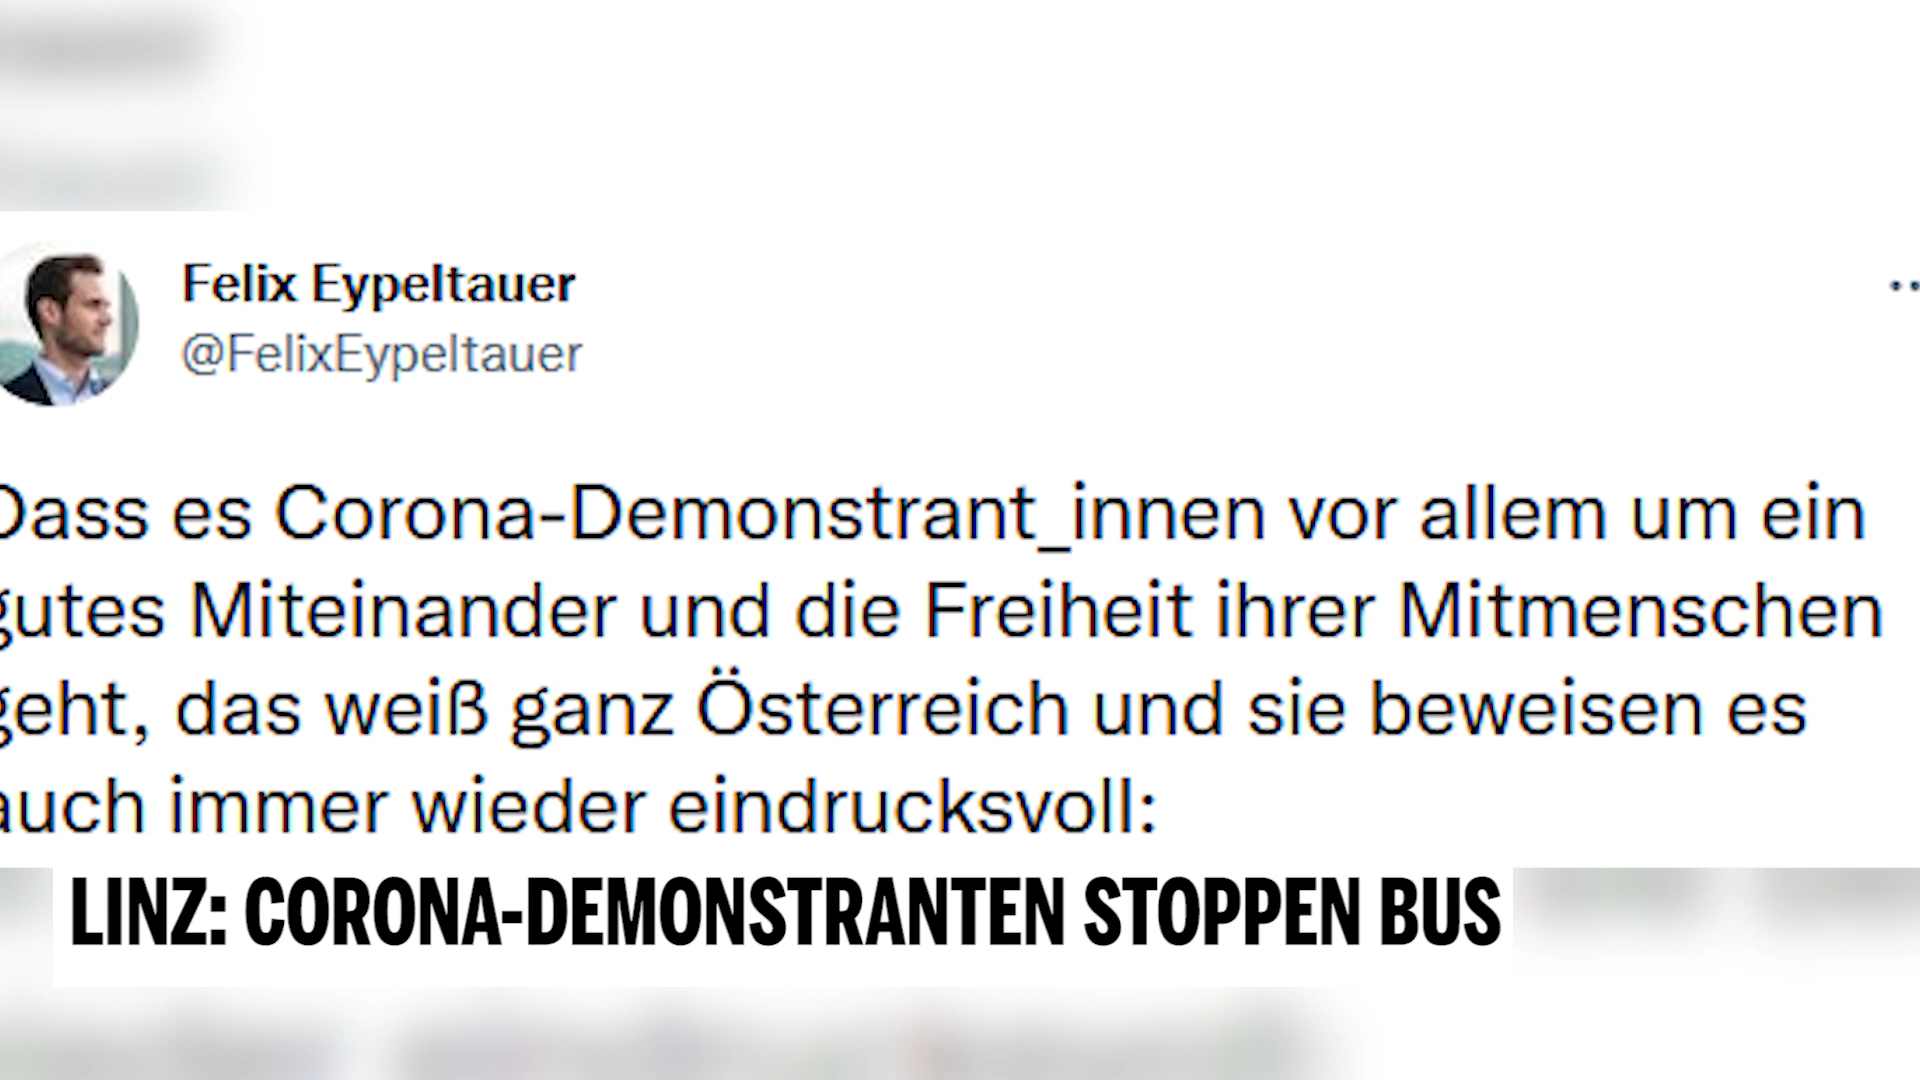 Felix Eypeltauer
@FelixEypeltauer
Dass es Corona-Demonstrant_innen vor allem um ein
gutes Miteinander und die Freiheit ihrer Mitmenschen
geht, das weiß ganz Österreich und sie beweisen es
auch immer wieder eindrucksvoll:
LINZ: CORONA-DEMONSTRANTEN STOPPEN BUS